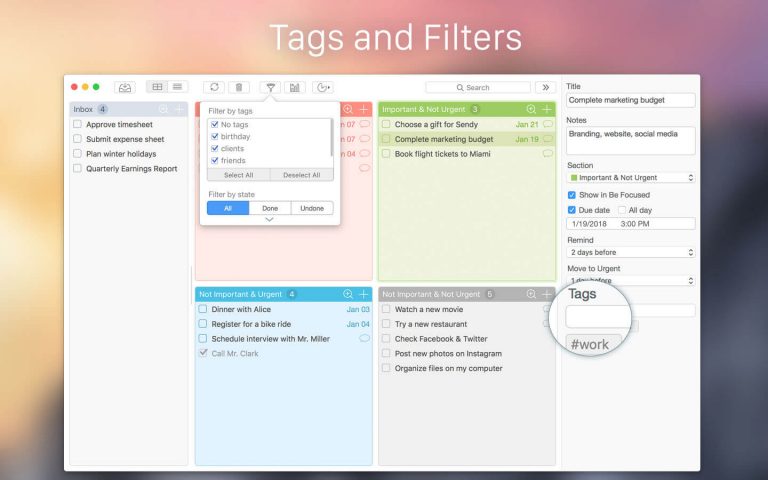 Tags and Filters
Search
Inbox 4
Approve timesheet
Submit expense sheet
Plan winter holidays
Quarterly Earnings Report
Filter by tags
No tags
birthday
clients
friends
Select All
Deselect All
Filter by state
All
Done
Undone
07
Jan 07
04
Important & Not Urgent 3
Choose a gift for Sendy Jan 21
Complete marketing budget Jan 19
Book flight tickets to Miami
Not Important & Urgent 4
Dinner with Alice Jan 03
Register for a bike ride Jan 04
Schedule interview with Mr. Miller
Call Mr. Clark
Not Important & Not Urgent 5
Watch a new movie
Try a new restaurant
Check Facebook & Twitter
Post new photos on Instagram
Organize files on my computer
Title
Complete marketing budget
Notes
Branding, website, social media
Section
Important & Not Urgent
Show in Be Focused
Due date
All day
1/19/2018 3:00 PM
Remind
2 days before
Move to Urgent
1 day before
Tags
#work